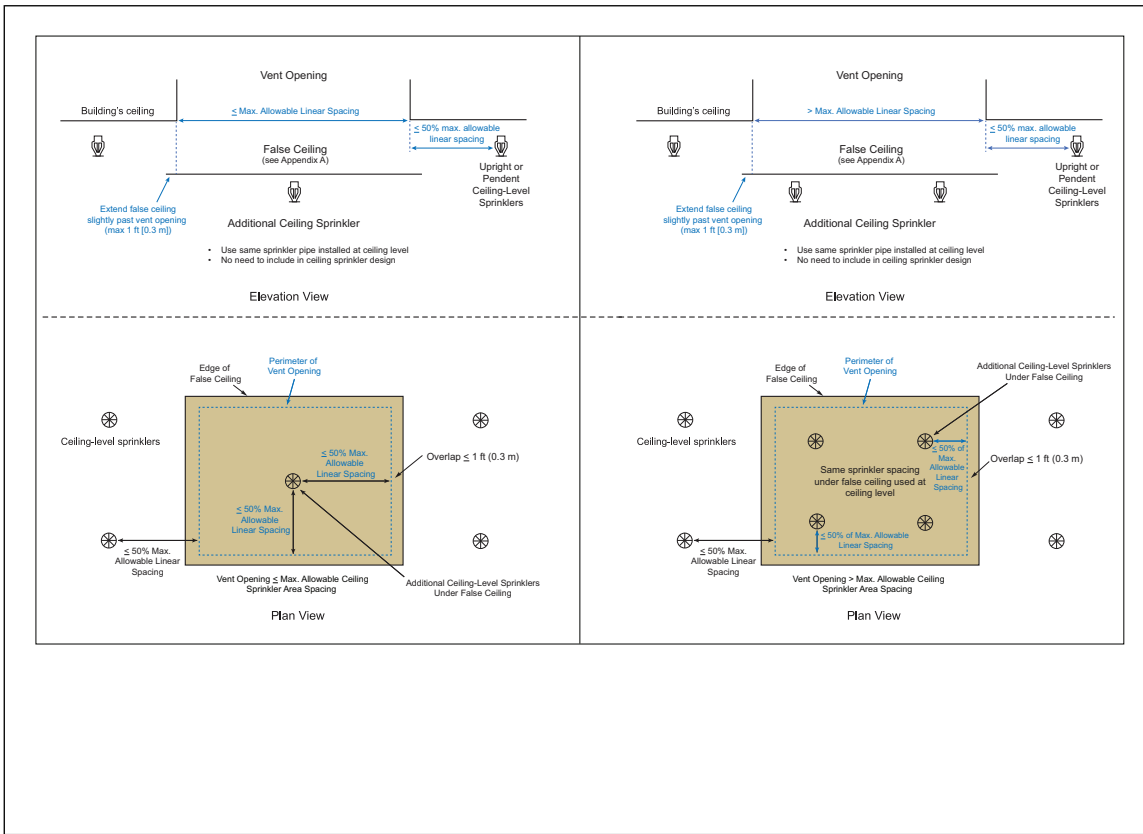 Vent Opening
Building's ceiling
≤ Max. Allowable Linear Spacing
≤ 50% max. allowable
linear spacing
False Ceiling
(see Appendix A)
Upright or
Pendent
Ceiling-Level
Sprinklers
Extend false ceiling
slightly past vent opening
(max 1 ft [0.3 m])
Additional Ceiling Sprinkler
• Use same sprinkler pipe installed at ceiling level
• No need to include in ceiling sprinkler design
Elevation View
Edge of
False Ceiling
Perimeter of
Vent Opening
Ceiling-level sprinklers
≤ 50% Max.
Allowable
Linear Spacing
Overlap ≤ 1 ft (0.3 m)
≤ 50% Max.
Allowable
Linear Spacing
≤ 50% Max.
Allowable Linear
Spacing
Vent Opening ≤ Max. Allowable Ceiling
Sprinkler Area Spacing
Additional Ceiling-Level Sprinklers
Under False Ceiling
Plan View
Vent Opening
Building's ceiling
> Max. Allowable Linear Spacing
≤ 50% max. allowable
linear spacing
False Ceiling
(see Appendix A)
Upright or
Pendent
Ceiling-Level
Sprinklers
Extend false ceiling
slightly past vent opening
(max 1 ft [0.3 m])
Additional Ceiling Sprinkler
• Use same sprinkler pipe installed at ceiling level
• No need to include in ceiling sprinkler design
Elevation View
Edge of
False Ceiling
Perimeter of
Vent Opening
Additional Ceiling-Level Sprinklers
Under False Ceiling
Ceiling-level sprinklers
≤ 50% of
Max.
Allowable
Linear
Spacing
Overlap ≤ 1 ft (0.3 m)
Same sprinkler spacing
under false ceiling used at
ceiling level
≤ 50% of Max. Allowable
Linear Spacing
≤ 50% Max.
Allowable Linear
Spacing
Vent Opening > Max. Allowable Ceiling
Sprinkler Area Spacing
Plan View